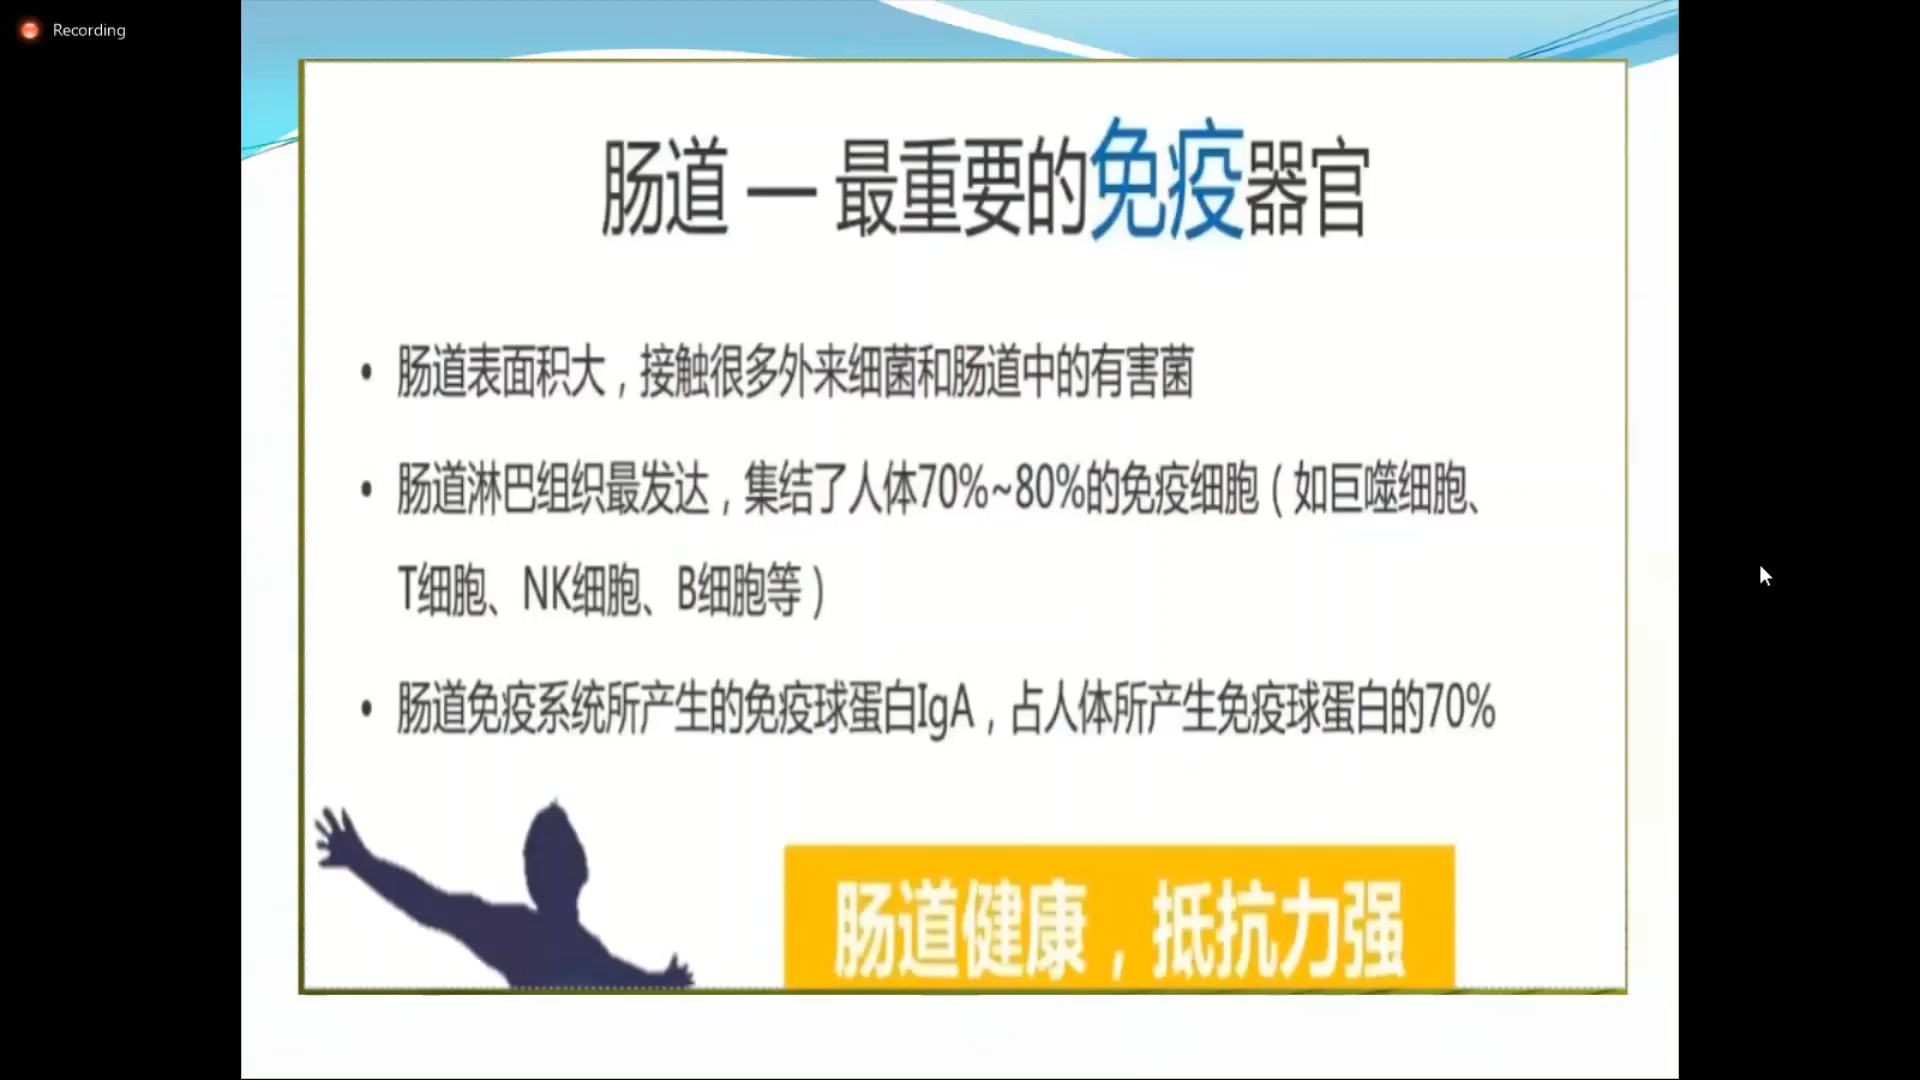 Recording
肠道 — 最重要的免疫器官
• 肠道表面积大，接触很多外来细菌和肠道中的有害菌
• 肠道淋巴组织最发达，集结了人体70%~80%的免疫细胞（如巨噬细胞、
T细胞、NK细胞、B细胞等）
• 肠道免疫系统所产生的免疫球蛋白IgA，占人体所产生免疫球蛋白的70%
肠道健康，抵抗力强